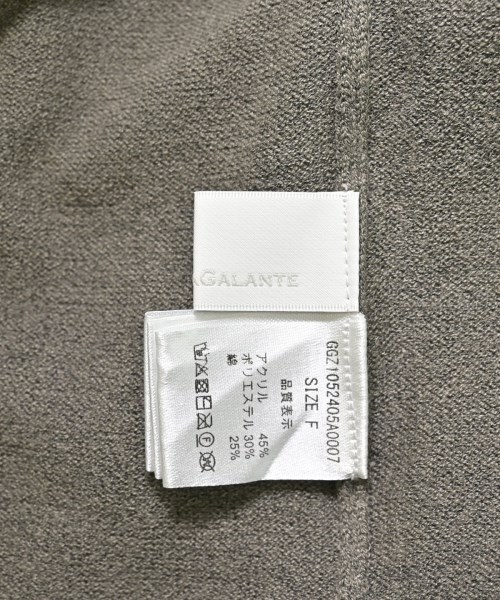 GALANTE
GGZ1052405A0007
SIZE F
品質表示
アクリル 45%
ポリエステル 30%
綿 25%